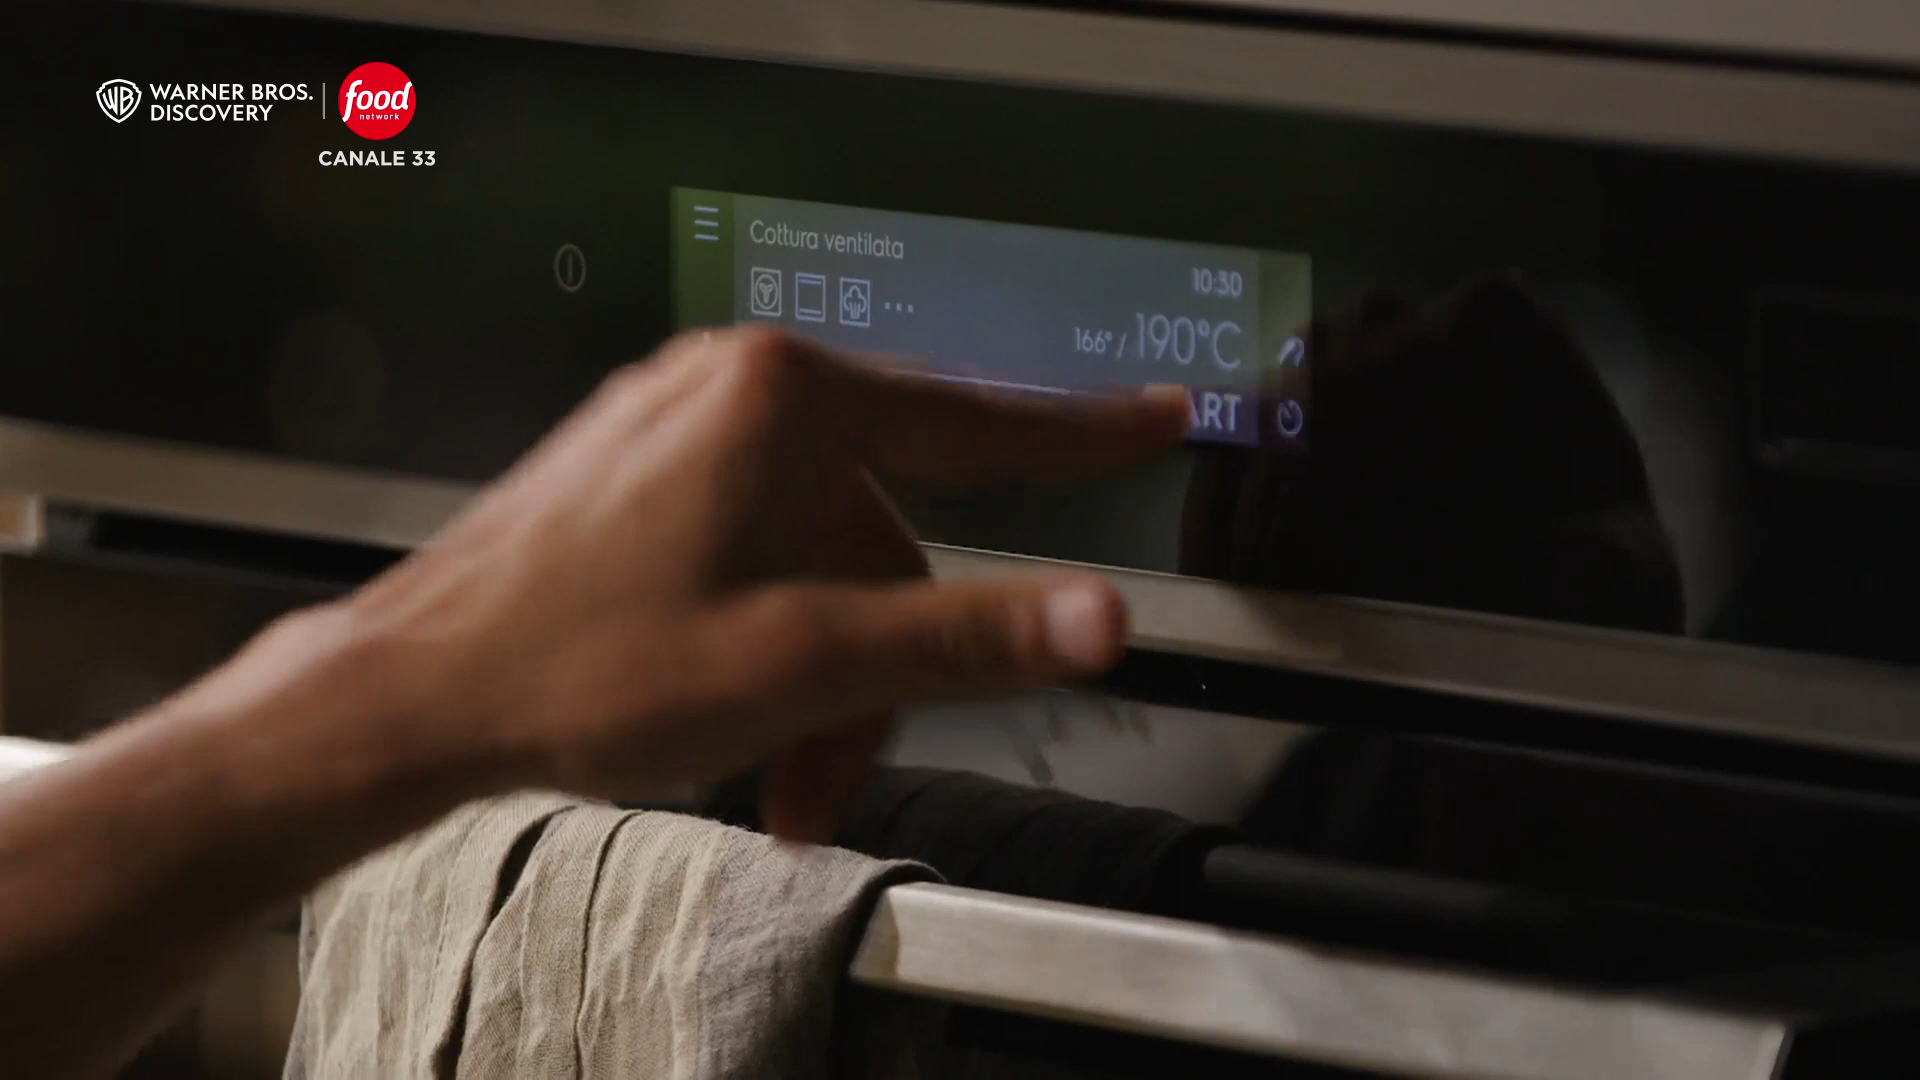 WARNER BROS.
DISCOVERY
food
network
CANALE 33
Cottura ventilata
10:30
166° / 190°C
ART